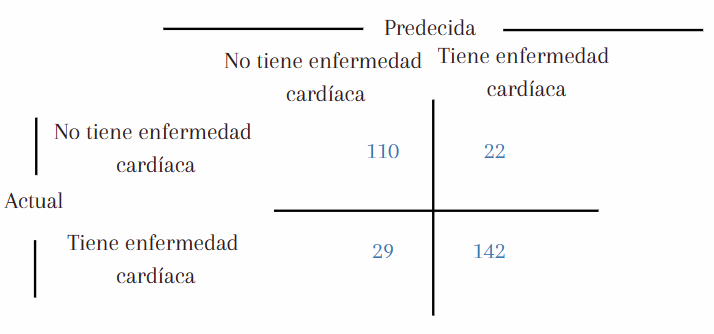 Predecida
No tiene enfermedad
cardíaca
Tiene enfermedad
cardíaca
No tiene enfermedad
cardíaca
110
22
Actual
Tiene enfermedad
cardíaca
29
142